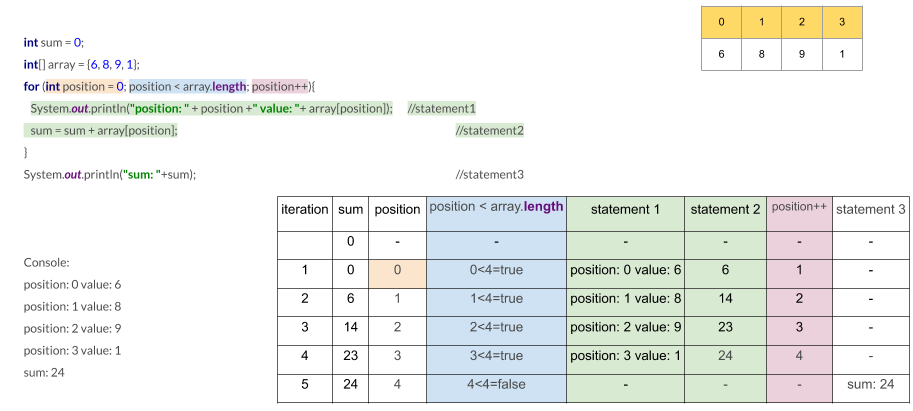 0 1 2 3
6 8 9 1
int sum = 0;
int[] array = {6, 8, 9, 1};
for (int position = 0; position < array.length; position++){
System.out.println("position: " + position +" value: "+ array[position]); //statement1
sum = sum + array[position]; //statement2
}
System.out.println("sum: "+sum); //statement3
iteration sum position position < array.length statement 1 statement 2 position++ statement 3
0 - - - - - -
1 0 0 0<4=true position: 0 value: 6 6 1 -
2 6 1 1<4=true position: 1 value: 8 14 2 -
3 14 2 2<4=true position: 2 value: 9 23 3 -
4 23 3 3<4=true position: 3 value: 1 24 4 -
5 24 4 4<4=false - - - sum: 24
Console:
position: 0 value: 6
position: 1 value: 8
position: 2 value: 9
position: 3 value: 1
sum: 24